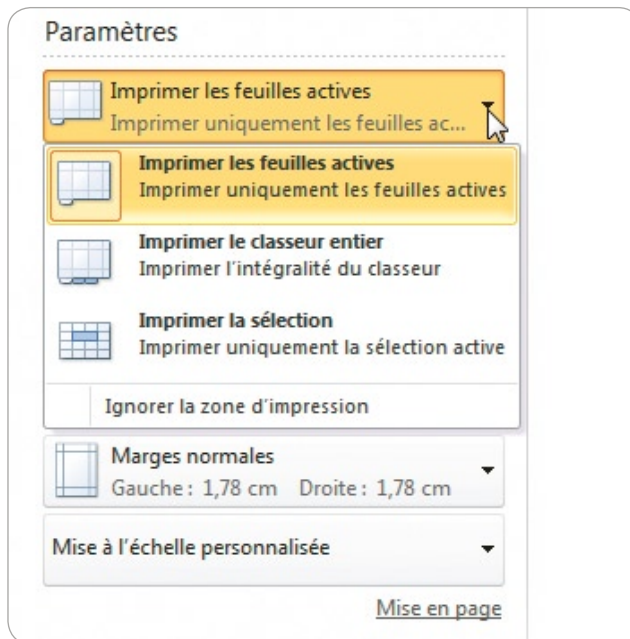 Paramètres
Imprimer les feuilles actives
Imprimer uniquement les feuilles ac...
Imprimer les feuilles actives
Imprimer uniquement les feuilles actives
Imprimer le classeur entier
Imprimer l'intégralité du classeur
Imprimer la sélection
Imprimer uniquement la sélection active
Ignorer la zone d'impression
Marges normales
Gauche : 1,78 cm Droite : 1,78 cm
Mise à l'échelle personnalisée
Mise en page